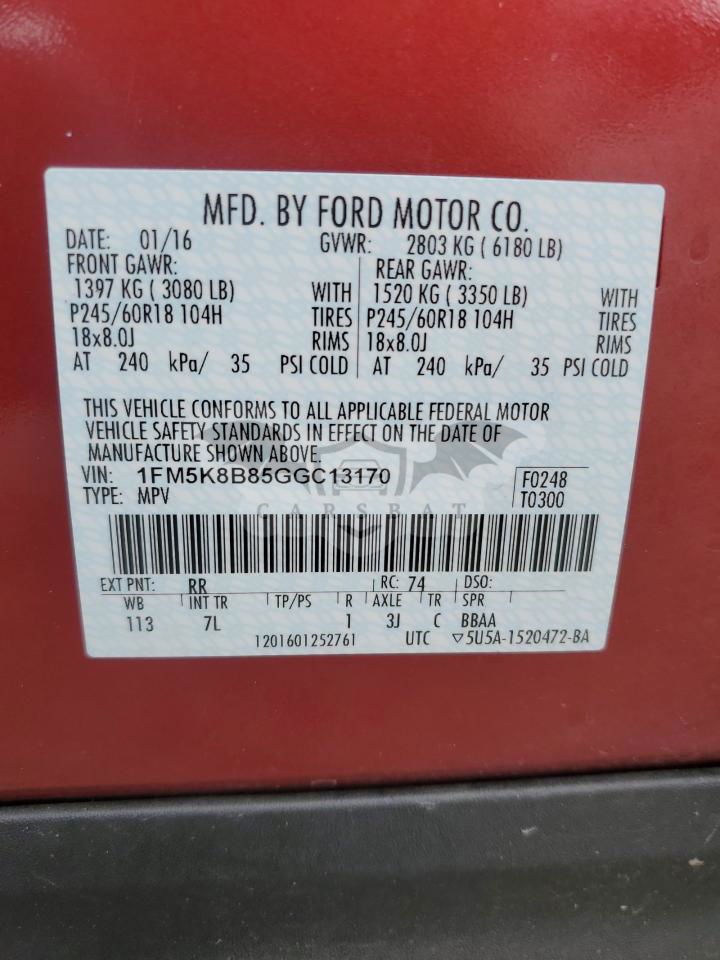 MFD. BY FORD MOTOR CO.
DATE: 01/16 GVWR: 2803 KG ( 6180 LB)
FRONT GAWR: REAR GAWR:
1397 KG ( 3080 LB) WITH 1520 KG ( 3350 LB) WITH
P245/60R18 104H TIRES P245/60R18 104H TIRES
18x8.0J RIMS 18x8.0J RIMS
AT 240 kPa/ 35 PSI COLD AT 240 kPa/ 35 PSI COLD
THIS VEHICLE CONFORMS TO ALL APPLICABLE FEDERAL MOTOR
VEHICLE SAFETY STANDARDS IN EFFECT ON THE DATE OF
MANUFACTURE SHOWN ABOVE.
VIN: 1FM5K8B85GGC13170 F0248
TYPE: MPV T0300
CARSBAT
EXT PNT: RR RC: 74 DSO:
WB INT TR TP/PS R AXLE TR SPR
113 7L 1 3J C BBAA
1201601252761 UTC ▽5U5A-1520472-BA